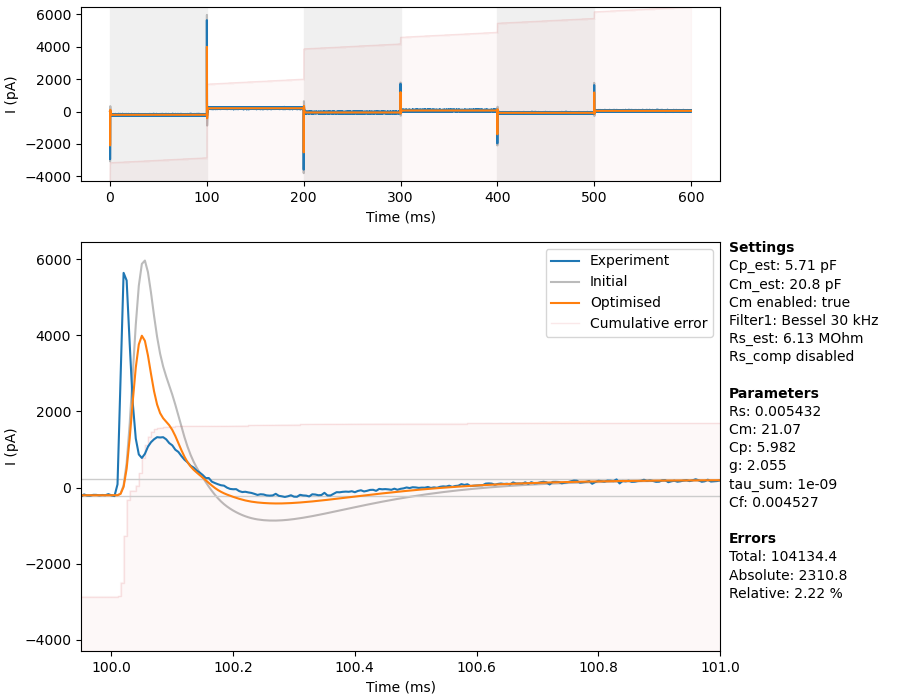 6000
4000
2000
0
−2000
−4000
I (pA)
0 100 200 300 400 500 600
Time (ms)
6000
4000
2000
0
−2000
−4000
I (pA)
Experiment
Initial
Optimised
Cumulative error
100.0 100.2 100.4 100.6 100.8 101.0
Time (ms)
Settings
Cp_est: 5.71 pF
Cm_est: 20.8 pF
Cm enabled: true
Filter1: Bessel 30 kHz
Rs_est: 6.13 MOhm
Rs_comp disabled
Parameters
Rs: 0.005432
Cm: 21.07
Cp: 5.982
g: 2.055
tau_sum: 1e-09
Cf: 0.004527
Errors
Total: 104134.4
Absolute: 2310.8
Relative: 2.22 %